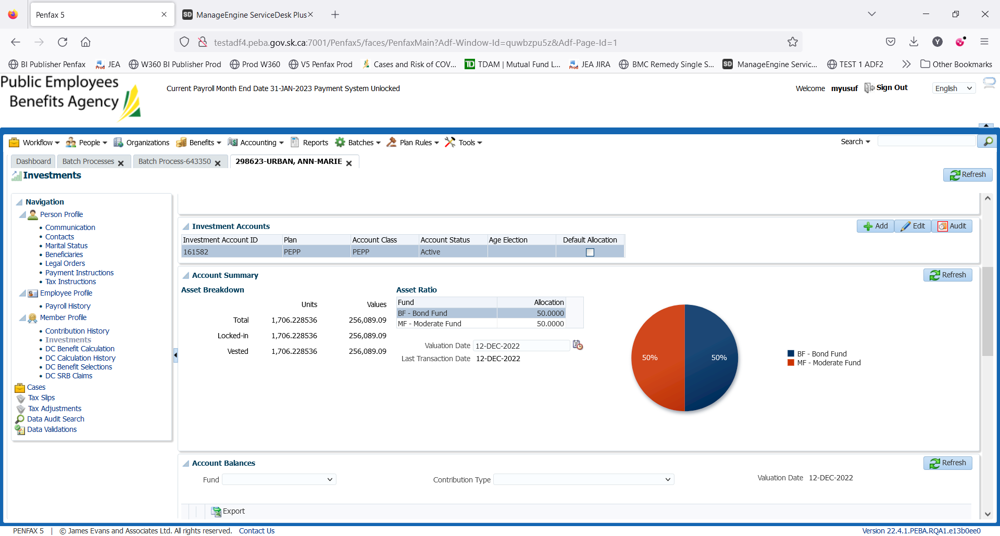 Penfax 5
SD ManageEngine ServiceDesk Plus
testadf4.peba.gov.sk.ca:7001/Penfax5/faces/PenfaxMain?Adf-Window-Id=quwbzpu5z&Adf-Page-Id=1
Y
BI Publisher Penfax
Prod JEA
W360 BI Publisher Prod
Prod W360
V5 Penfax Prod
Cases and Risk of COV...
TD TDAM | Mutual Fund L...
Prod JEA JIRA
BMC Remedy Single S...
SD ManageEngine Servic...
TEST 1 ADF2
Other Bookmarks
Public Employees
Benefits Agency
Current Payroll Month End Date 31-JAN-2023 Payment System Unlocked
Welcome myusuf Sign Out English
Workflow People Organizations Benefits Accounting Reports Batches Plan Rules Tools Search
Dashboard Batch Processes Batch Process-643350 298623-URBAN, ANN-MARIE
Investments
Refresh
Navigation
Person Profile
Communication
Contacts
Marital Status
Beneficiaries
Legal Orders
Payment Instructions
Tax Instructions
Employee Profile
Payroll History
Member Profile
Contribution History
Investments
DC Benefit Calculation
DC Calculation History
DC Benefit Selections
DC SRB Claims
Cases
Tax Slips
Tax Adjustments
Data Audit Search
Data Validations
Investment Accounts
Add Edit Audit
Investment Account ID Plan Account Class Account Status Age Election Default Allocation
161582 PEPP PEPP Active
Account Summary
Refresh
Asset Breakdown
Units Values
Total 1,706.228536 256,089.09
Locked-in 1,706.228536 256,089.09
Vested 1,706.228536 256,089.09
Asset Ratio
Fund Allocation
BF - Bond Fund 50.0000
MF - Moderate Fund 50.0000
Valuation Date 12-DEC-2022
Last Transaction Date 12-DEC-2022
50% 50%
BF - Bond Fund
MF - Moderate Fund
Account Balances
Refresh
Fund Contribution Type Valuation Date 12-DEC-2022
Export
PENFAX 5 | © James Evans and Associates Ltd. All rights reserved. Contact Us
Version 22.4.1.PEBA.RQA1.e13b0ee0